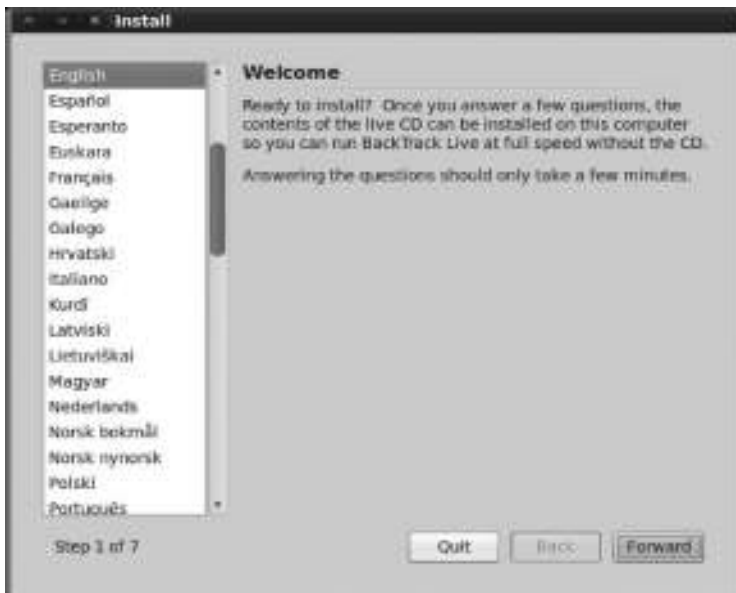 Install
English
Español
Esperanto
Euskara
Français
Gaeilge
Galego
Hrvatski
Italiano
Kurdî
Latviski
Lietuviškai
Magyar
Nederlands
Norsk bokmål
Norsk nynorsk
Polski
Português
Welcome
Ready to install? Once you answer a few questions, the
contents of the live CD can be installed on this computer
so you can run BackTrack Live at full speed without the CD.
Answering the questions should only take a few minutes.
Step 1 of 7
Quit
Back
Forward